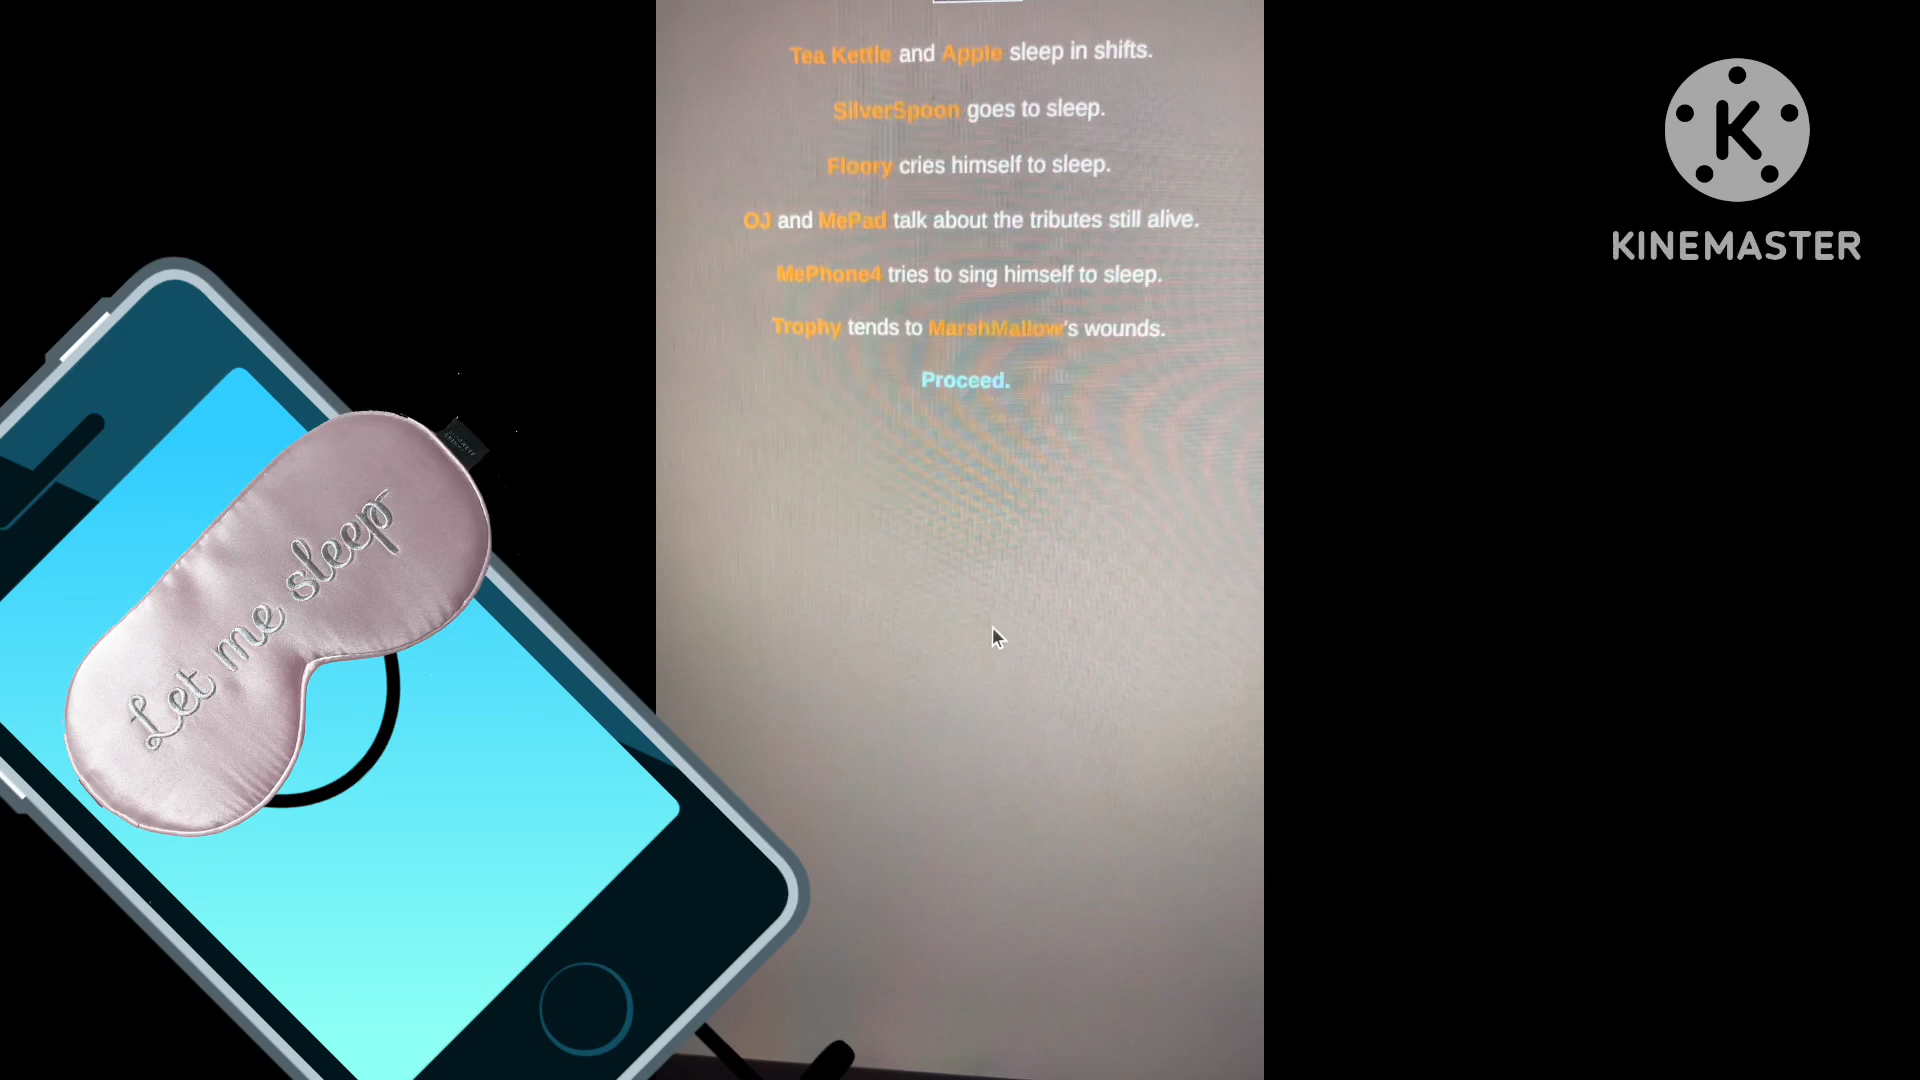 Tea Kettle and Apple sleep in shifts.
SilverSpoon goes to sleep.
Floory cries himself to sleep.
OJ and MePad talk about the tributes still alive.
MePhone4 tries to sing himself to sleep.
Trophy tends to MarshMallow's wounds.
Proceed.
Let me sleep
K
KINEMASTER